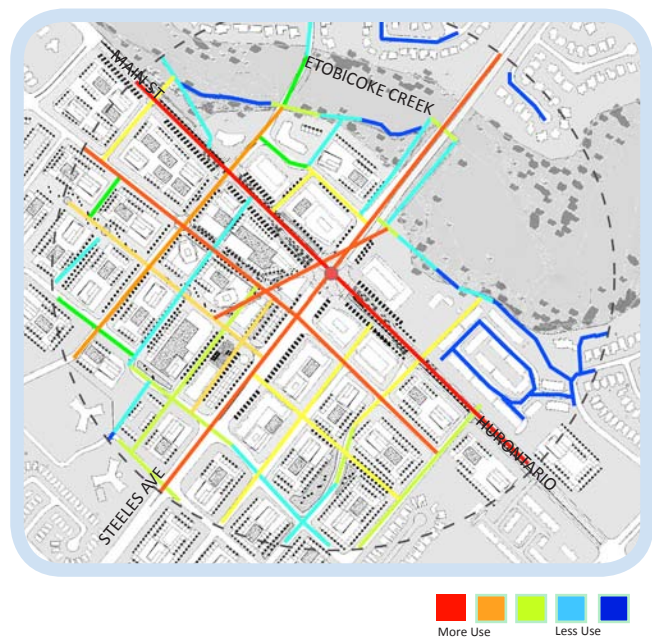 MAIN ST
ETOBICOKE CREEK
HURONTARIO
STEELES AVE
More Use
Less Use